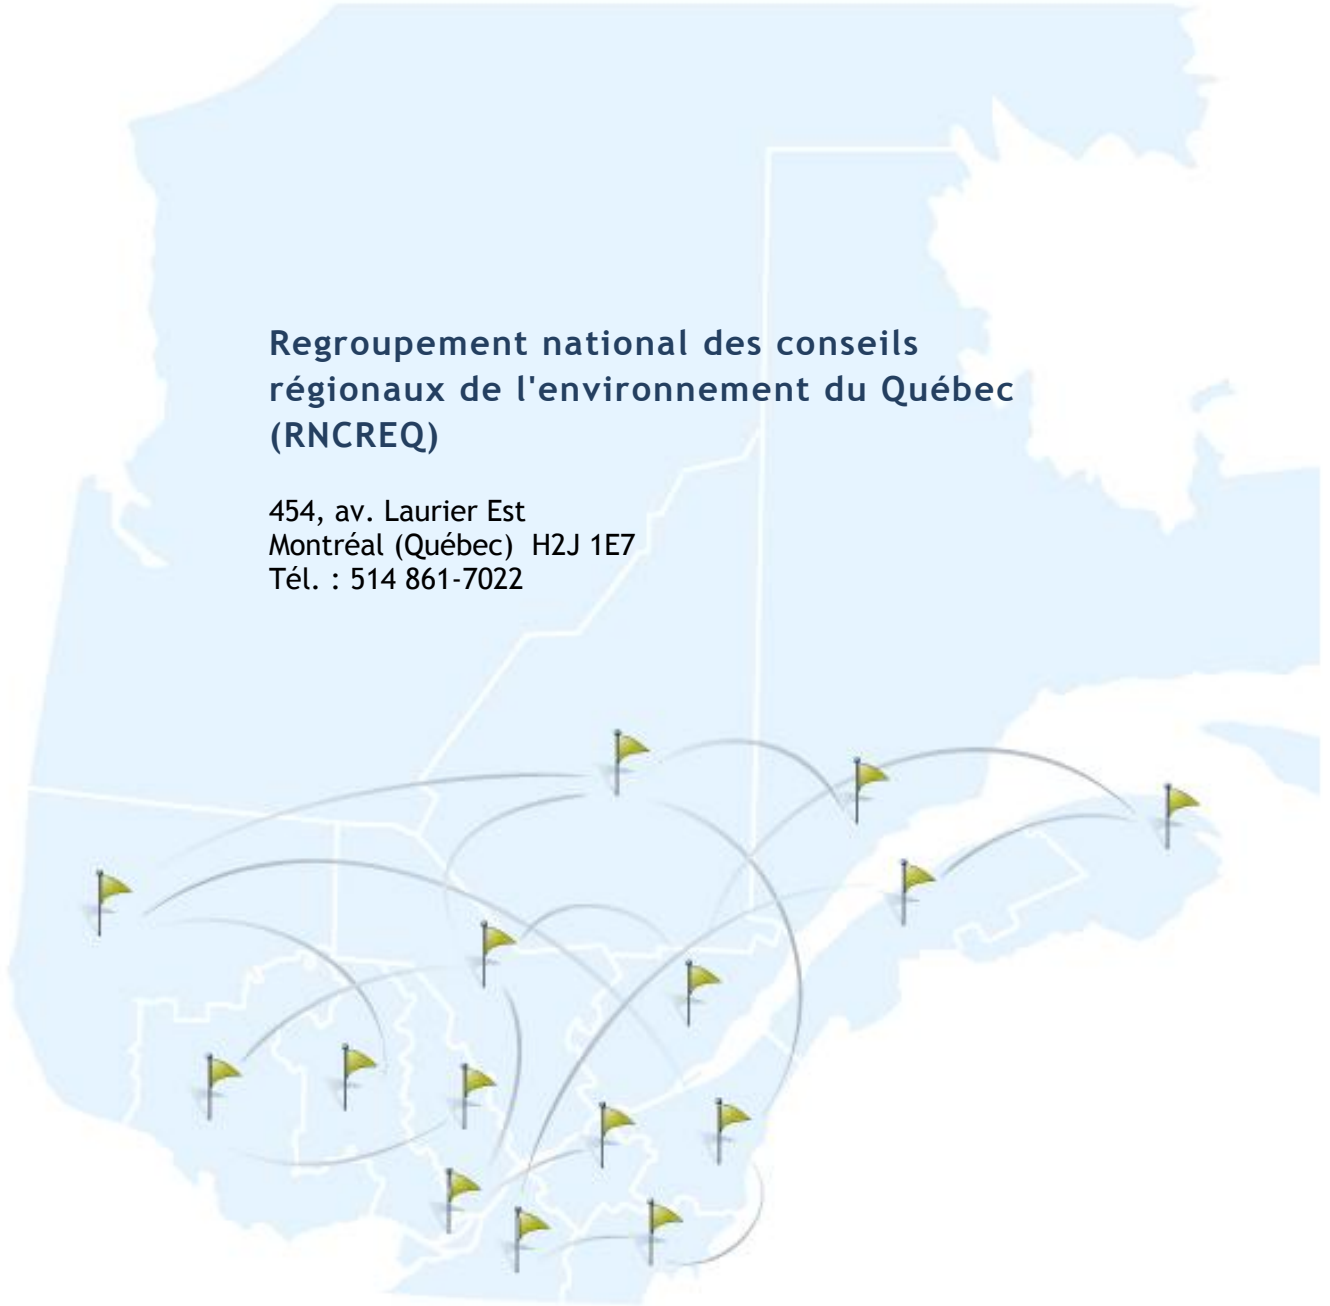 Regroupement national des conseils
régionaux de l'environnement du Québec
(RNCREQ)
454, av. Laurier Est
Montréal (Québec)  H2J 1E7
Tél. : 514 861-7022